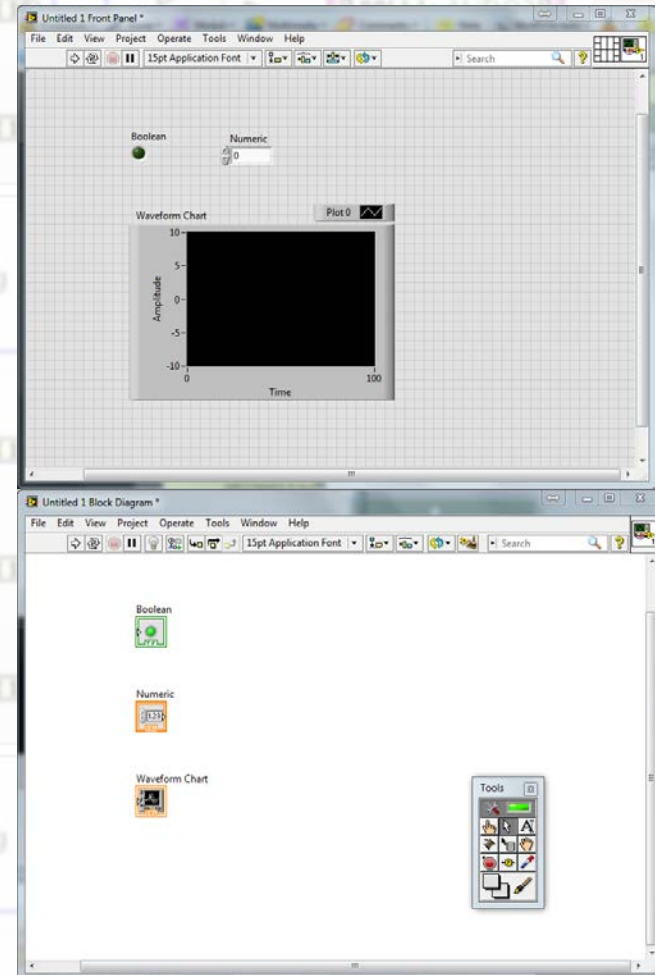 Untitled 1 Front Panel *
File Edit View Project Operate Tools Window Help
15pt Application Font
Search
Boolean
Numeric
0
Waveform Chart
Plot 0
10
5
0
-5
-10
Amplitude
0
100
Time
Untitled 1 Block Diagram *
File Edit View Project Operate Tools Window Help
15pt Application Font
Search
Boolean
Numeric
1.23
Waveform Chart
Tools
A